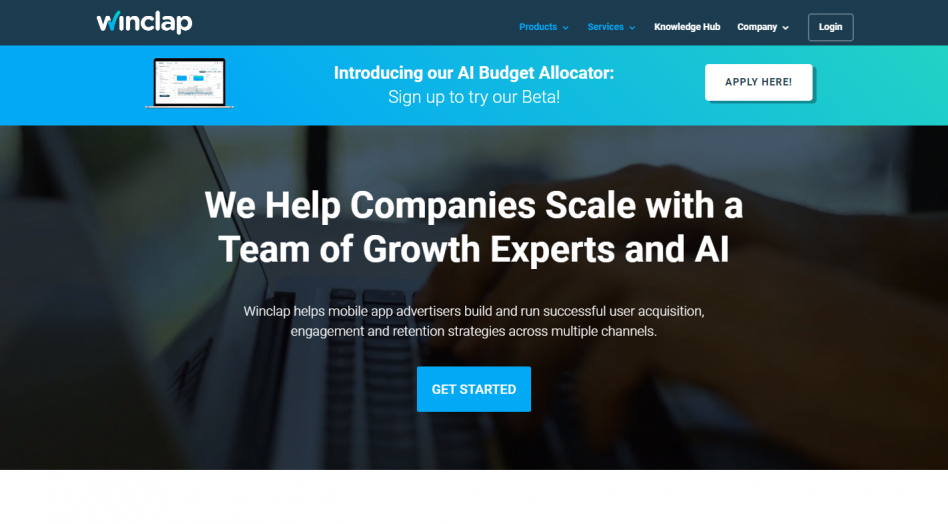 Winclap
Products
Services
Knowledge Hub
Company
Login
Introducing our AI Budget Allocator:
Sign up to try our Beta!
APPLY HERE!
We Help Companies Scale with a
Team of Growth Experts and AI
Winclap helps mobile app advertisers build and run successful user acquisition,
engagement and retention strategies across multiple channels.
GET STARTED